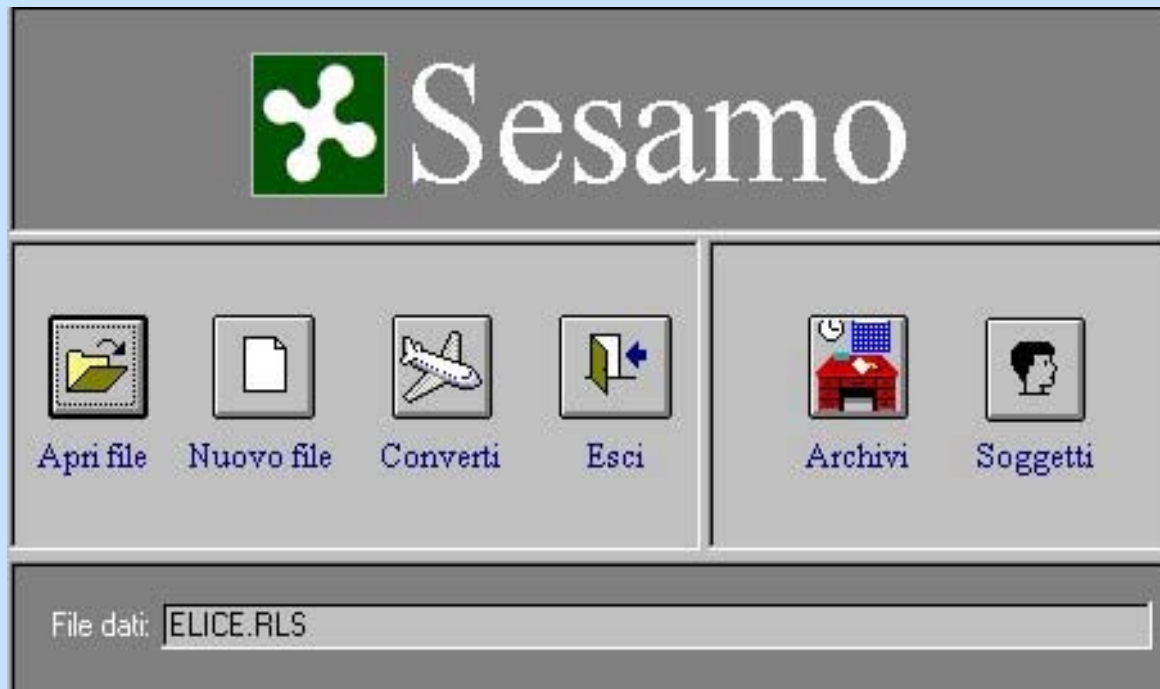 Sesamo
Apri file Nuovo file Converti Esci Archivi Soggetti
File dati: ELICE.RLS